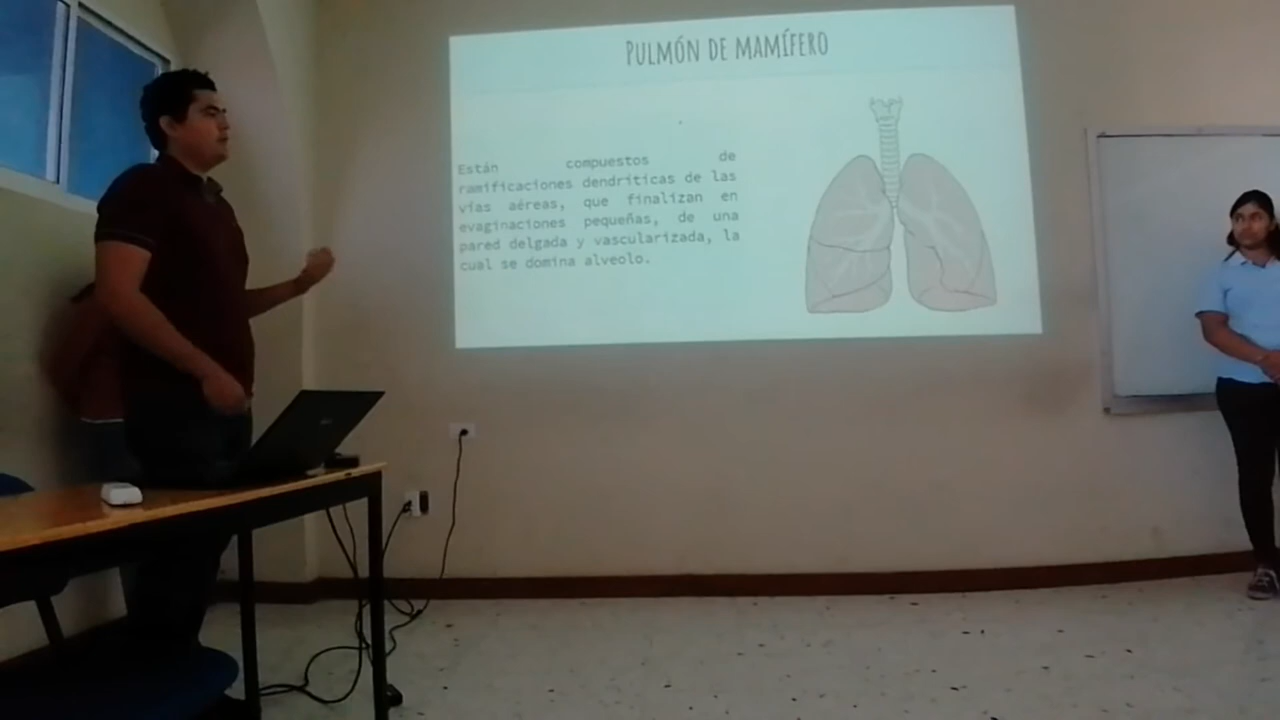 PULMÓN DE MAMÍFERO
Están compuestos de
ramificaciones dendríticas de las
vías aéreas, que finalizan en
evaginaciones pequeñas, de una
pared delgada y vascularizada, la
cual se domina alveolo.